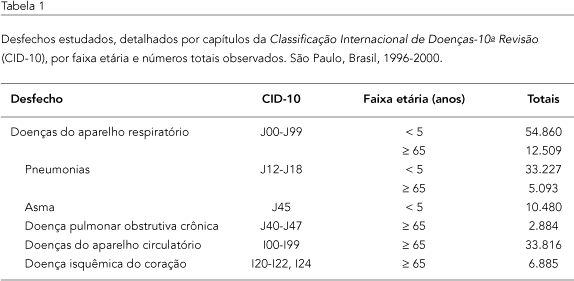 Tabela 1
Desfechos estudados, detalhados por capítulos da Classificação Internacional de Doenças-10ª Revisão
(CID-10), por faixa etária e números totais observados. São Paulo, Brasil, 1996-2000.
Desfecho CID-10 Faixa etária (anos) Totais
Doenças do aparelho respiratório J00-J99 < 5 54.860
≥ 65 12.509
Pneumonias J12-J18 < 5 33.227
≥ 65 5.093
Asma J45 < 5 10.480
Doença pulmonar obstrutiva crônica J40-J47 ≥ 65 2.884
Doenças do aparelho circulatório I00-I99 ≥ 65 33.816
Doença isquêmica do coração I20-I22, I24 ≥ 65 6.885